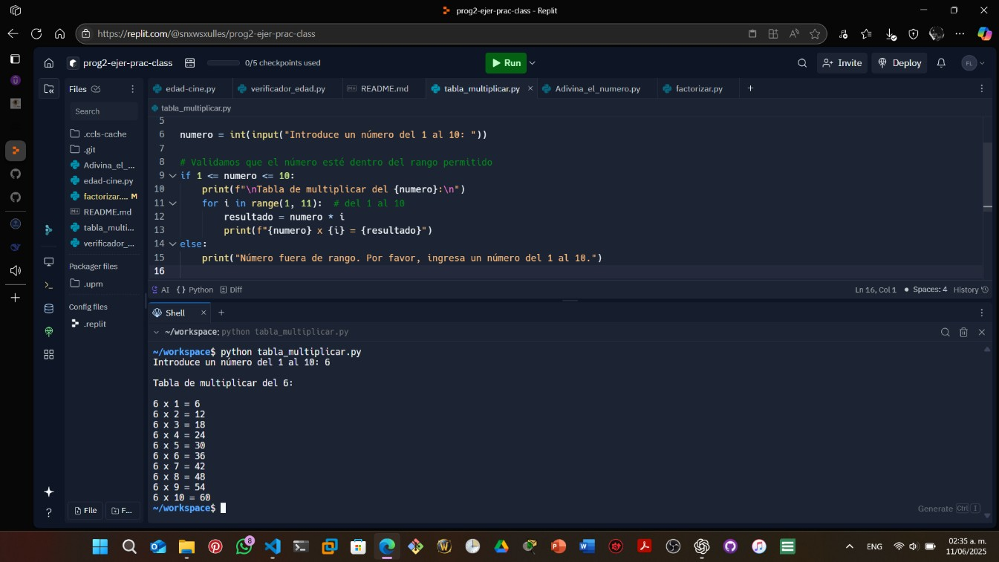 prog2-ejer-prac-class - Replit
https://replit.com/@snxwsxulles/prog2-ejer-prac-class
prog2-ejer-prac-class
0/5 checkpoints used
Run
Invite
Deploy
FL
Files
edad-cine.py
verificador_edad.py
README.md
tabla_multiplicar.py
Adivina_el_numero.py
factorizar.py
Search
.ccls-cache
.git
Adivina_el_...
edad-cine.py
factorizar.... M
README.md
tabla_multi...
verificador_...
Packager files
.upm
Config files
.replit
File
F...
tabla_multiplicar.py
5
6 numero = int(input("Introduce un número del 1 al 10: "))
7
8 # Validamos que el número esté dentro del rango permitido
9 if 1 <= numero <= 10:
10 print(f"\nTabla de multiplicar del {numero}:\n")
11 for i in range(1, 11): # del 1 al 10
12 resultado = numero * i
13 print(f"{numero} x {i} = {resultado}")
14 else:
15 print("Número fuera de rango. Por favor, ingresa un número del 1 al 10.")
16
AI {} Python Diff
Ln 16, Col 1 • Spaces: 4 History
Shell
~/workspace: python tabla_multiplicar.py
~/workspace$ python tabla_multiplicar.py
Introduce un número del 1 al 10: 6
Tabla de multiplicar del 6:
6 x 1 = 6
6 x 2 = 12
6 x 3 = 18
6 x 4 = 24
6 x 5 = 30
6 x 6 = 36
6 x 7 = 42
6 x 8 = 48
6 x 9 = 54
6 x 10 = 60
~/workspace$
Generate Ctrl I
8
ENG
02:35 a. m.
11/06/2025